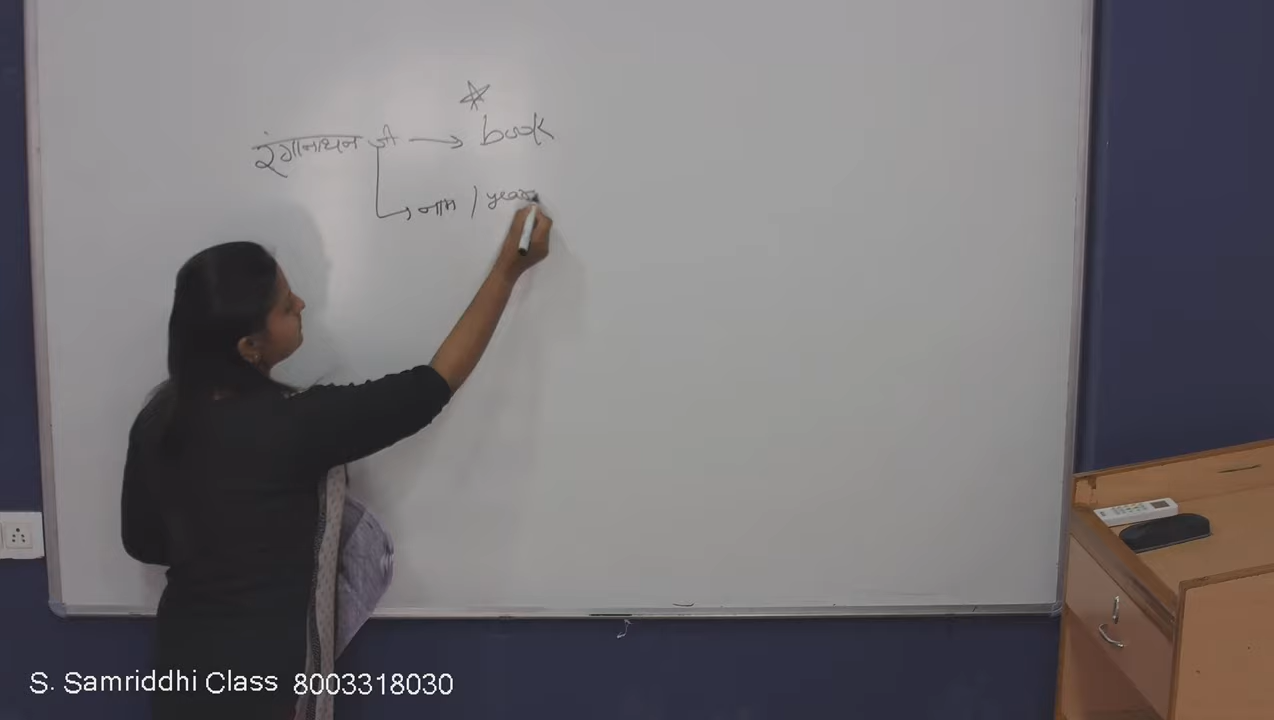 रंगानाथन जी → book
→ नाम / year
S. Samriddhi Class 8003318030